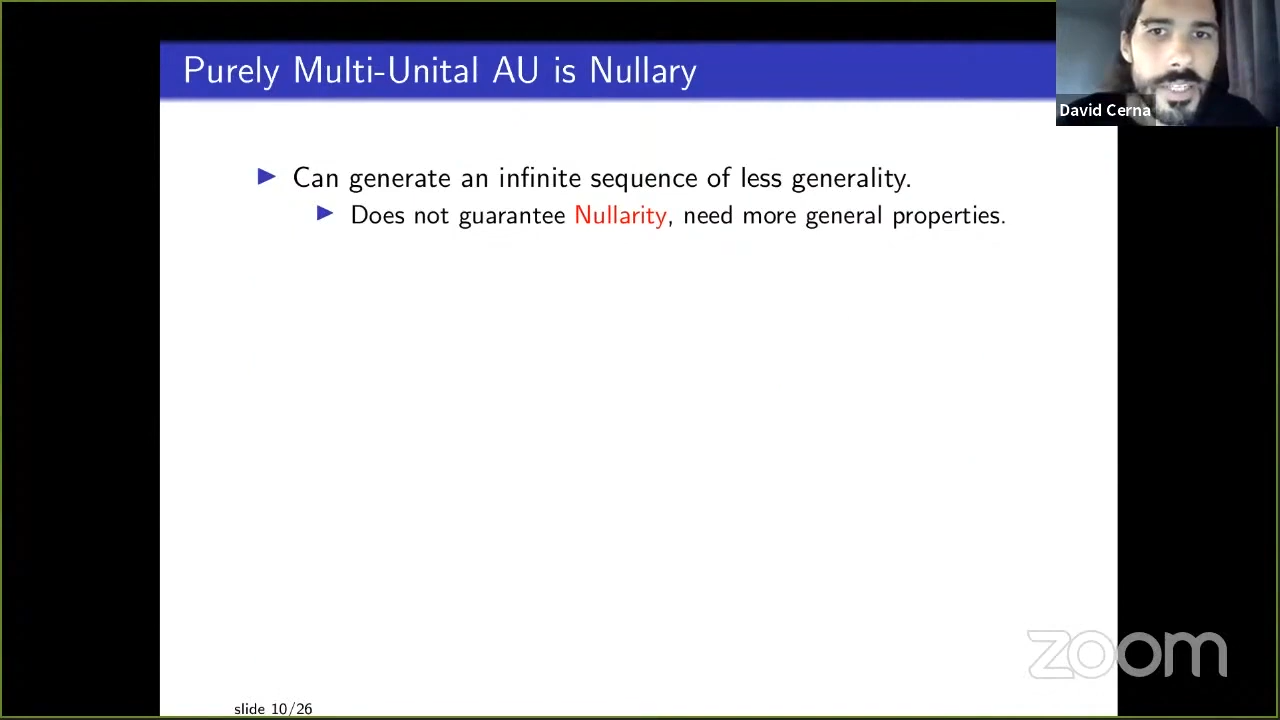 Purely Multi-Unital AU is Nullary
David Cerna
Can generate an infinite sequence of less generality.
Does not guarantee Nullarity, need more general properties.
zoom
slide 10/26